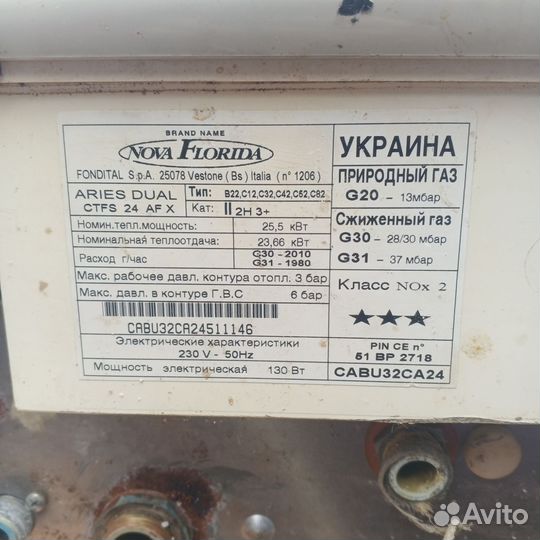 BRAND NAME
NOVA FLORIDA
FONDITAL S.p.A. 25078 Vestone (Bs) Italia (n° 1206)
ARIES DUAL
CTFS 24 AF X
Тип: B22,C12,C32,C42,C52,C82
Кат: II 2H 3+
Номин.тепл.мощность: 25,5 кВт
Номинальная теплоотдача: 23,66 кВт
Расход г/час G30-2010
G31-1980
Макс. рабочее давл. контура отопл. 3 бар
Макс. давл. в контуре Г.В.С 6 бар
CABU32CA24511146
Электрические характеристики
230 V - 50Hz
Мощность электрическая 130 Вт
УКРАИНА
ПРИРОДНЫЙ ГАЗ
G20 - 13мбар
Сжиженный газ
G30 - 28/30 мбар
G31 - 37 мбар
Класс NOx 2
★★★
PIN CE n°
51 BP 2718
CABU32CA24
Avito